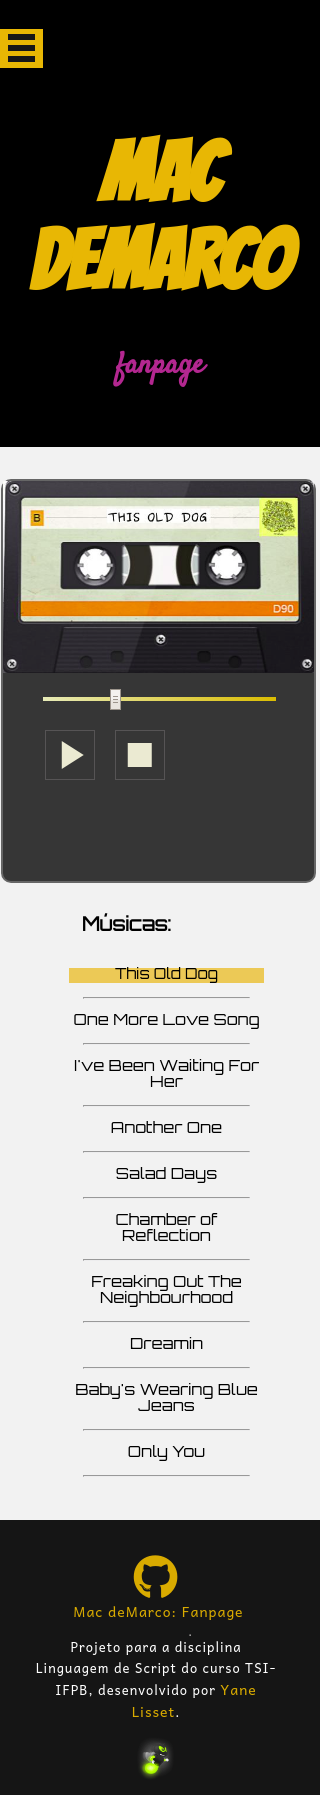 MAC
DEMARCO
fanpage
B
THIS OLD DOG
D90
Músicas:
This Old Dog
One More Love Song
I've Been Waiting For
Her
Another One
Salad Days
Chamber of
Reflection
Freaking Out The
Neighbourhood
Dreamin
Baby's Wearing Blue
Jeans
Only You
Mac deMarco: Fanpage
.
Projeto para a disciplina
Linguagem de Script do curso TSI-
IFPB, desenvolvido por Yane
Lisset.